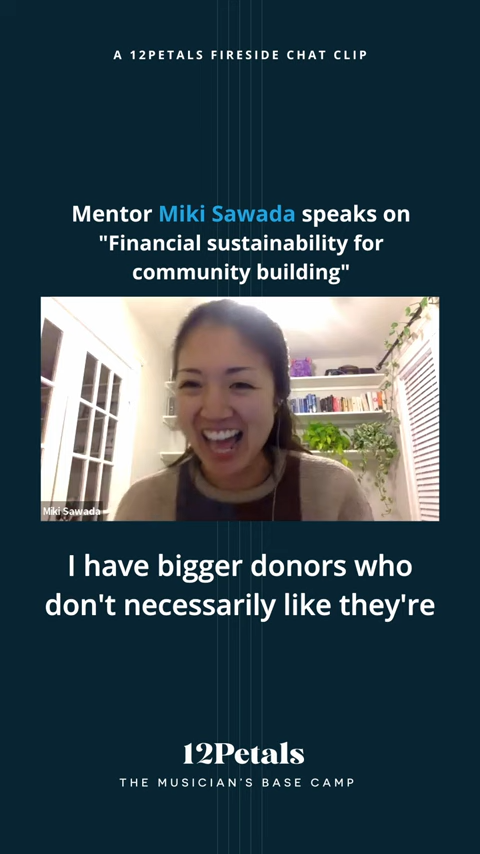 A 12PETALS FIRESIDE CHAT CLIP
Mentor Miki Sawada speaks on
"Financial sustainability for
community building"
Miki Sawada
I have bigger donors who
don't necessarily like they're
12Petals
THE MUSICIAN'S BASE CAMP